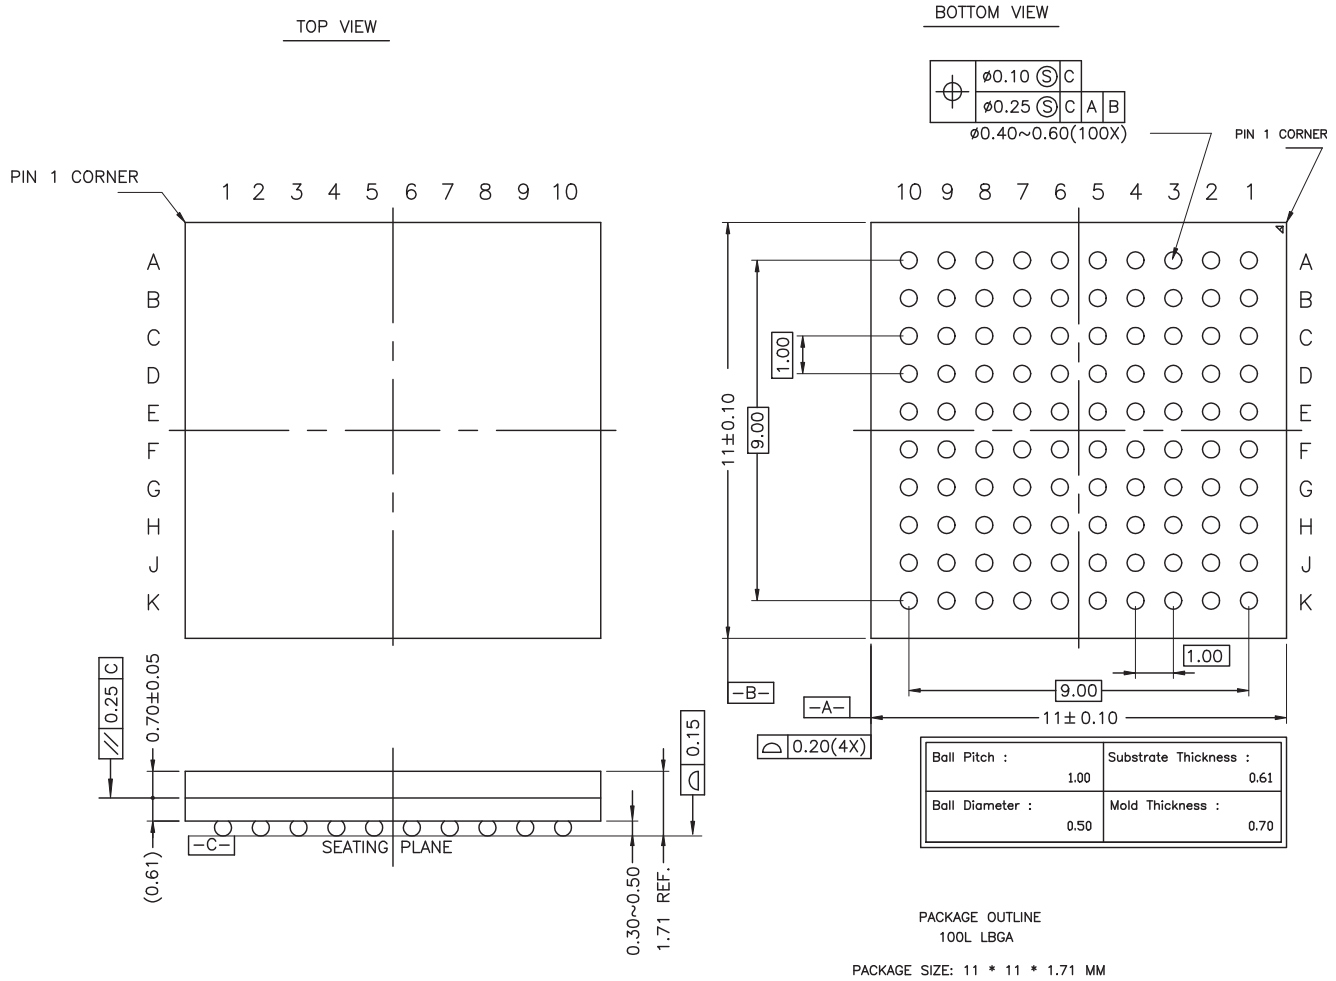 TOP VIEW
BOTTOM VIEW
⌀0.10 Ⓢ C
⌀0.25 Ⓢ C A B
⌀0.40~0.60(100X)
PIN 1 CORNER
PIN 1 CORNER
1 2 3 4 5 6 7 8 9 10
10 9 8 7 6 5 4 3 2 1
A A
B B
C C
D D
E E
F F
G G
H H
J J
K K
1.00
9.00
11±0.10
1.00
9.00
11±0.10
-B-
-A-
0.20(4X)
// 0.25 C
0.70±0.05
(0.61)
-C-
SEATING PLANE
0.30~0.50
1.71 REF.
0.15
Ball Pitch : 1.00
Substrate Thickness : 0.61
Ball Diameter : 0.50
Mold Thickness : 0.70
PACKAGE OUTLINE
100L LBGA
PACKAGE SIZE: 11 * 11 * 1.71 MM